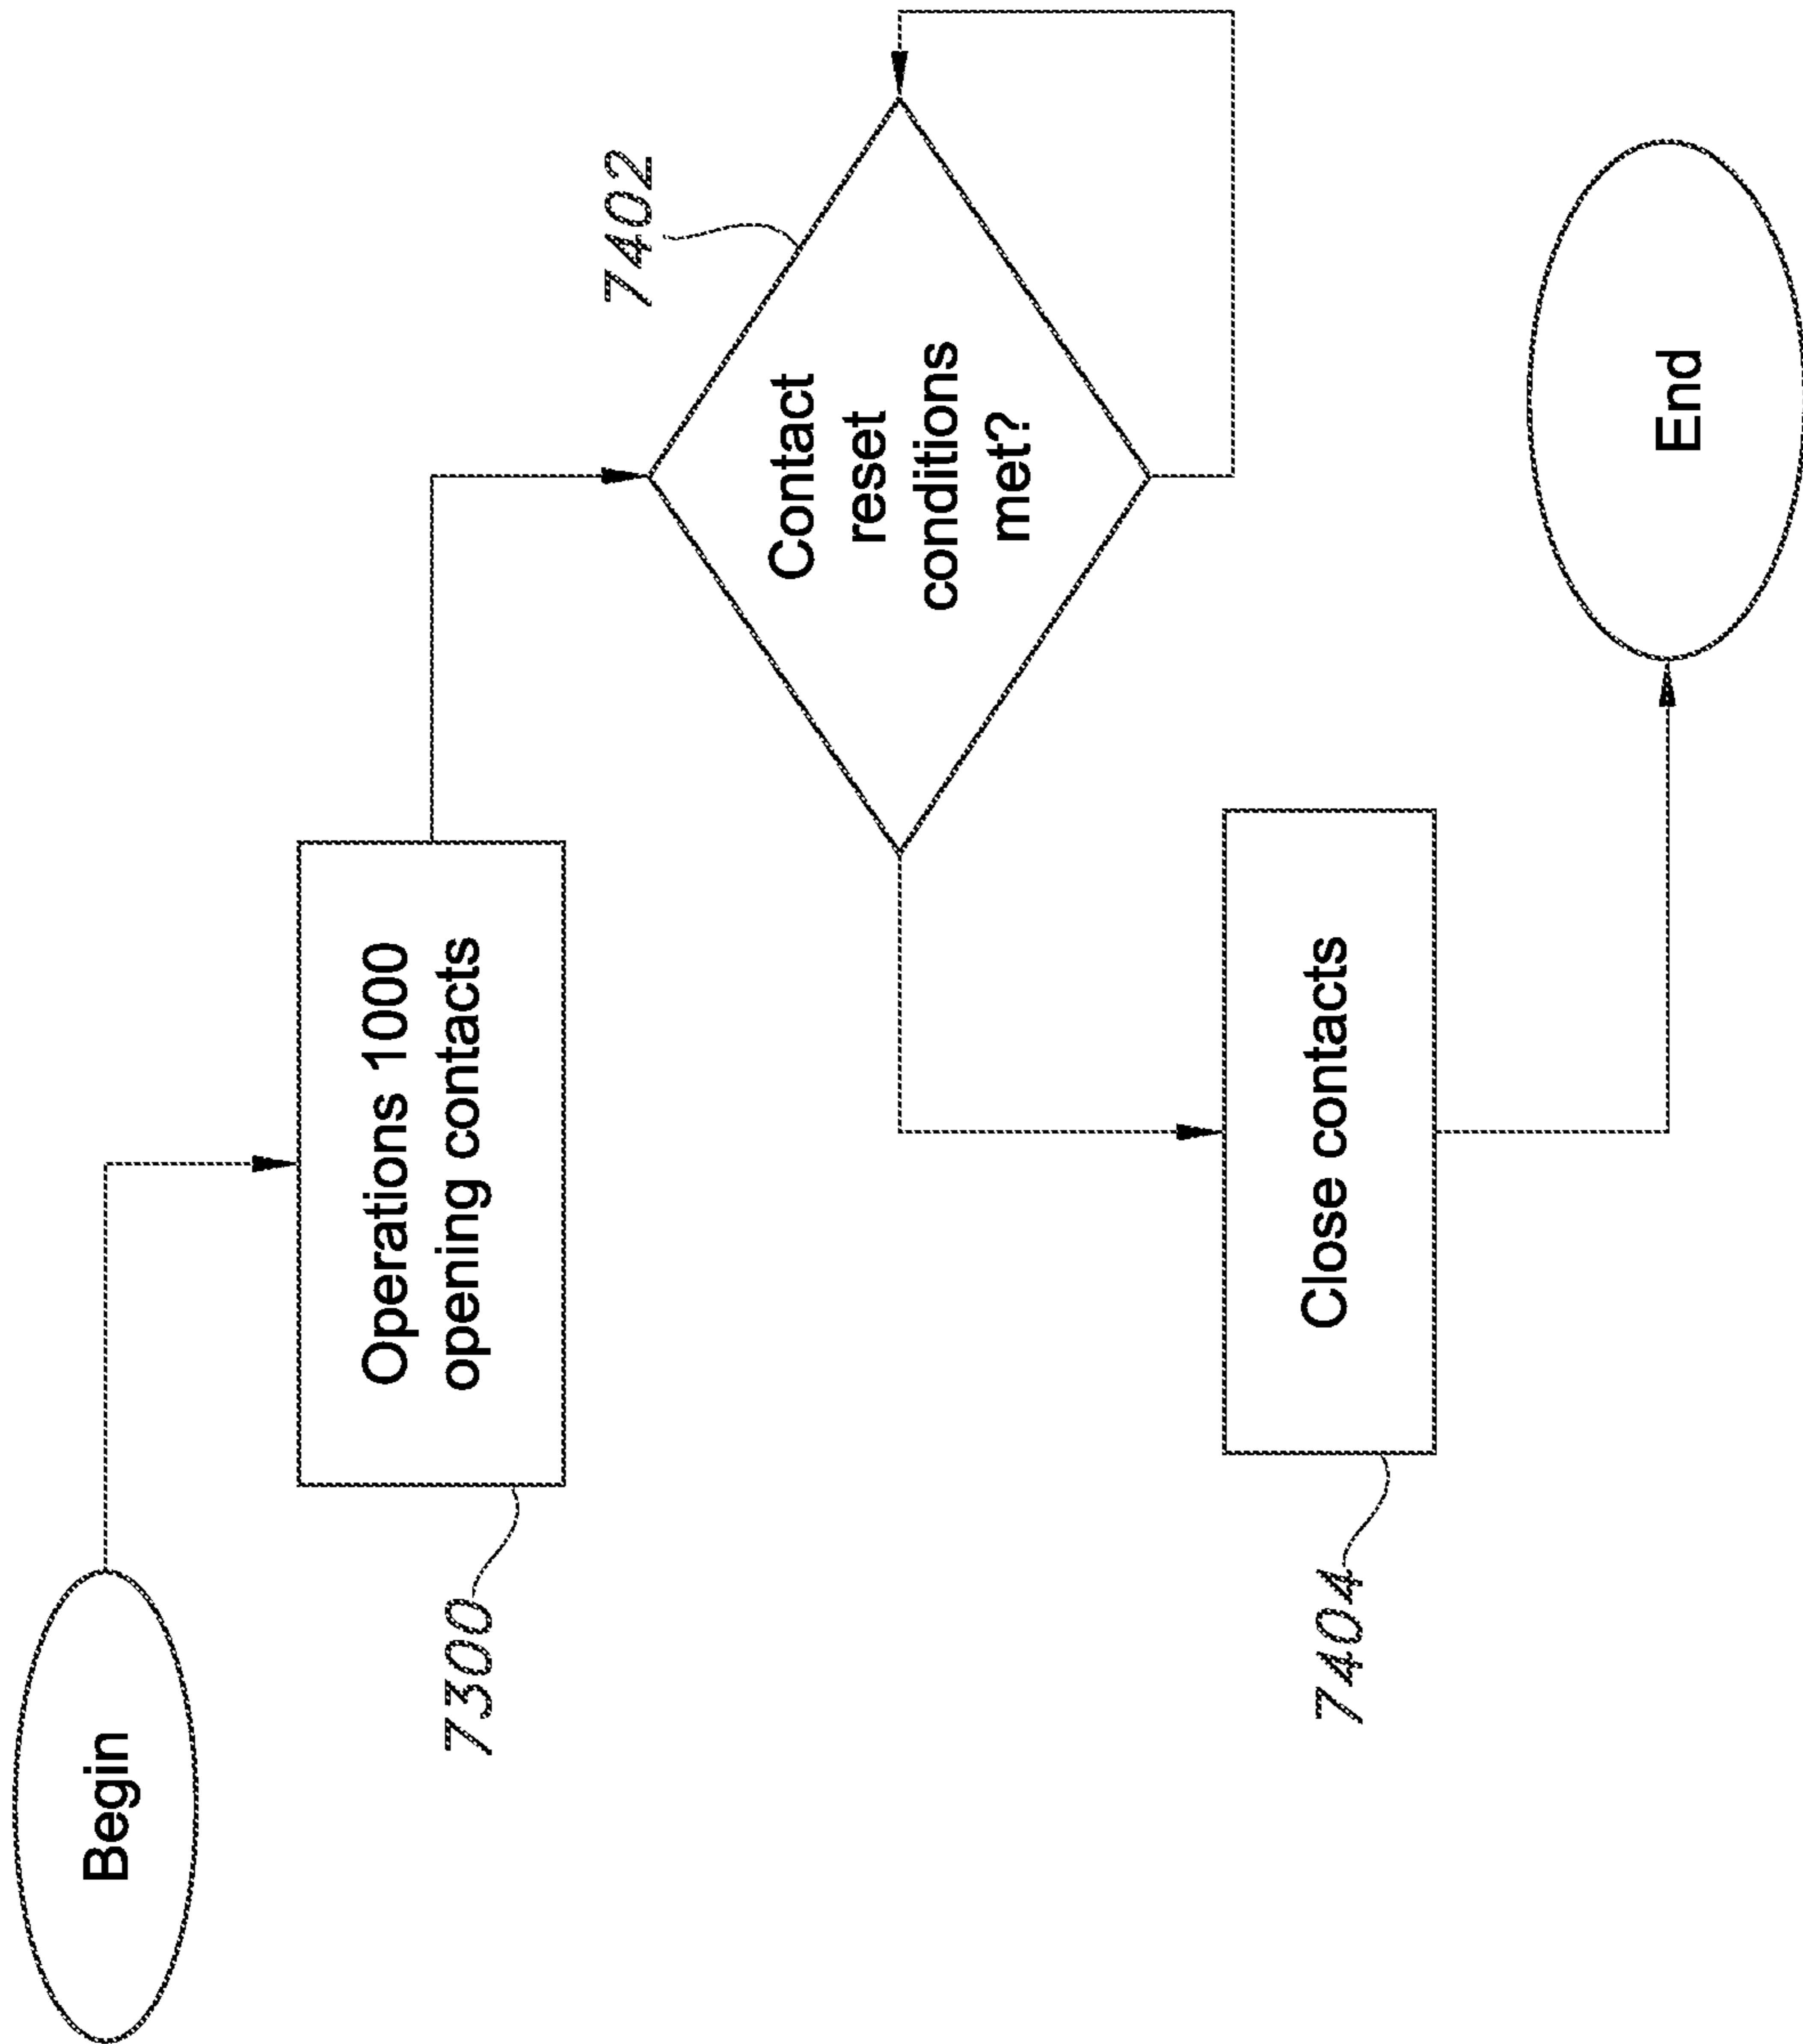 Begin
Operations 1000
opening contacts
7300
Contact
reset
conditions
met?
7402
Close contacts
7404
End